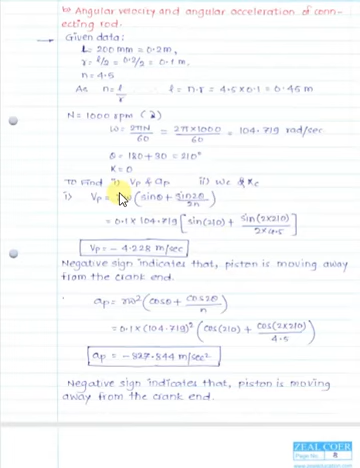 b) Angular velocity and angular acceleration of conn-
ecting rod.
→ Given data:
L = 200 mm = 0.2m,
r = l/2 = 0.2/2 = 0.1 m.
n = 4.5
As n = l/r ∴ l = n·r = 4.5 × 0.1 = 0.45 m
N = 1000 rpm (2)
ω = 2πN/60 = 2π×1000/60 = 104.719 rad/sec
θ = 180 + 30 = 210°
α = 0
To Find i) Vp & ap ii) ωc & αc
i) Vp = (sinθ + sin2θ/2n)
= 0.1 × 104.719 [sin(210) + sin(2×210)/2×4.5]
Vp = − 4.228 m/sec
Negative sign indicates that, piston is moving away
from the crank end.
ap = rω² (cosθ + cos2θ/n)
= 0.1 × (104.719)² (cos(210) + cos(2×210)/4.5)
ap = − 827.844 m/sec²
Negative sign indicates that, piston is moving
away from the crank end.
ZEAL COER
Page No. 8